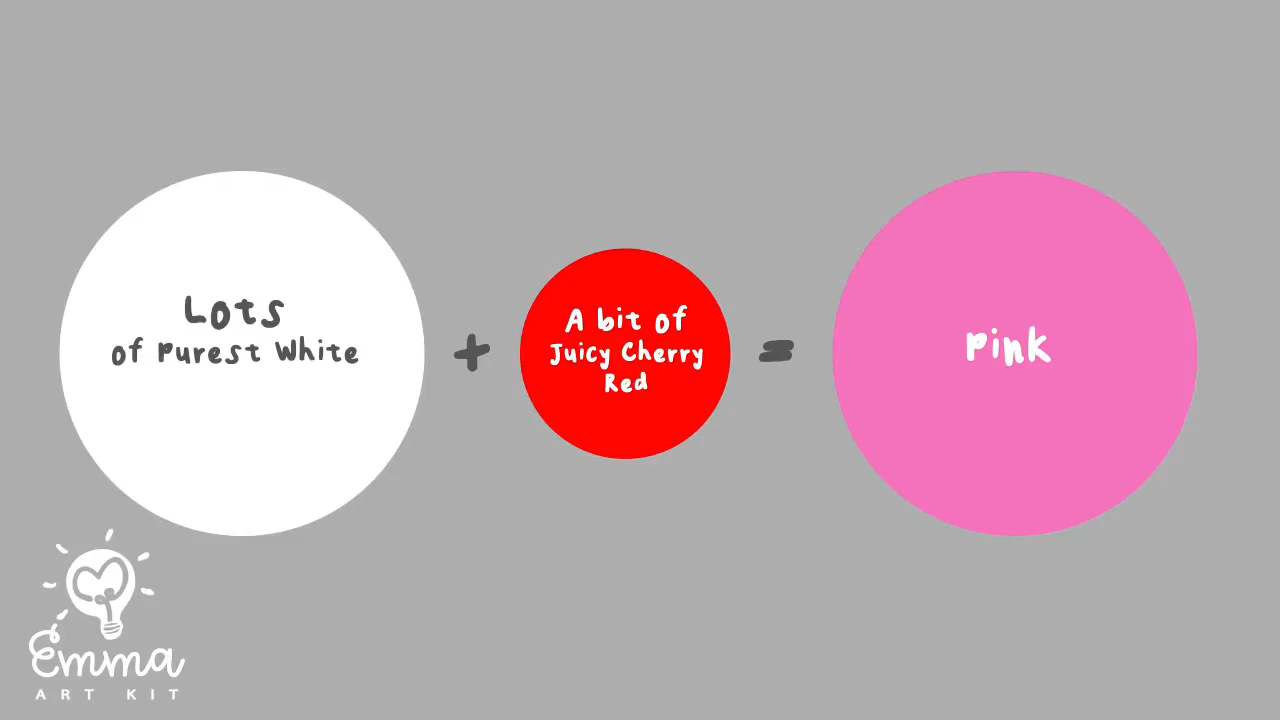 Lots
of Purest White
+
A bit of
Juicy Cherry
Red
=
Pink
Emma
ART KIT